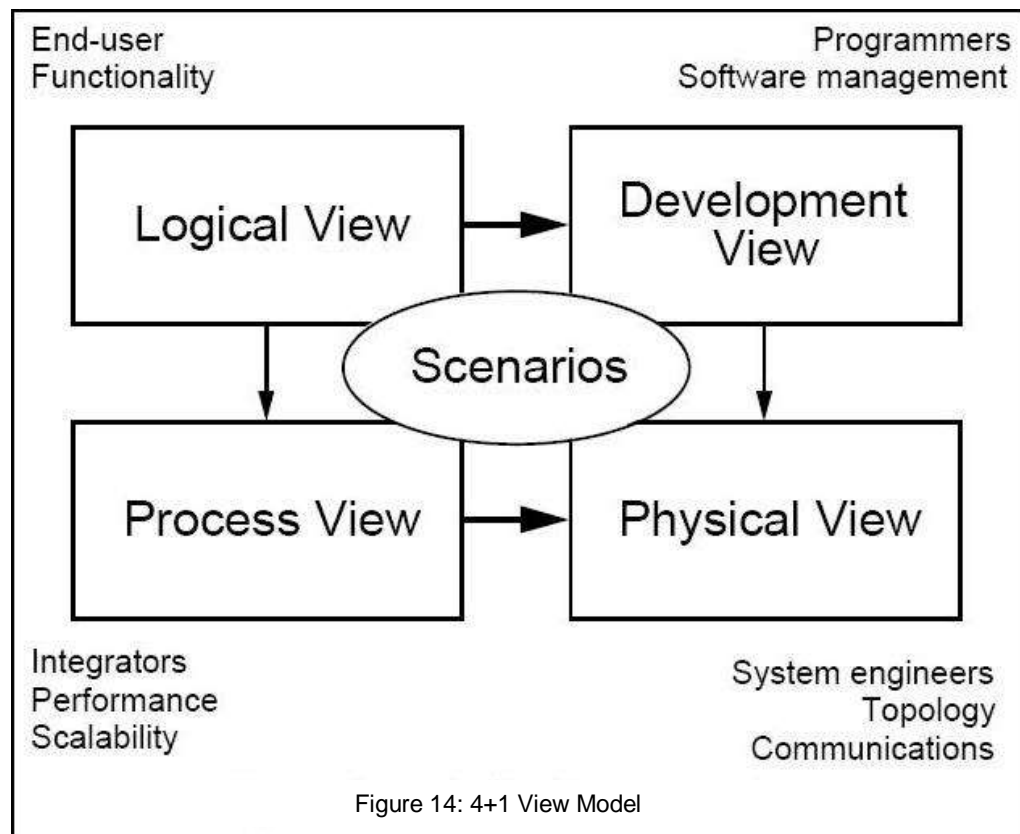 End-user
Functionality
Programmers
Software management
Logical View
Development
View
Scenarios
Process View
Physical View
Integrators
Performance
Scalability
System engineers
Topology
Communications
Figure 14: 4+1 View Model